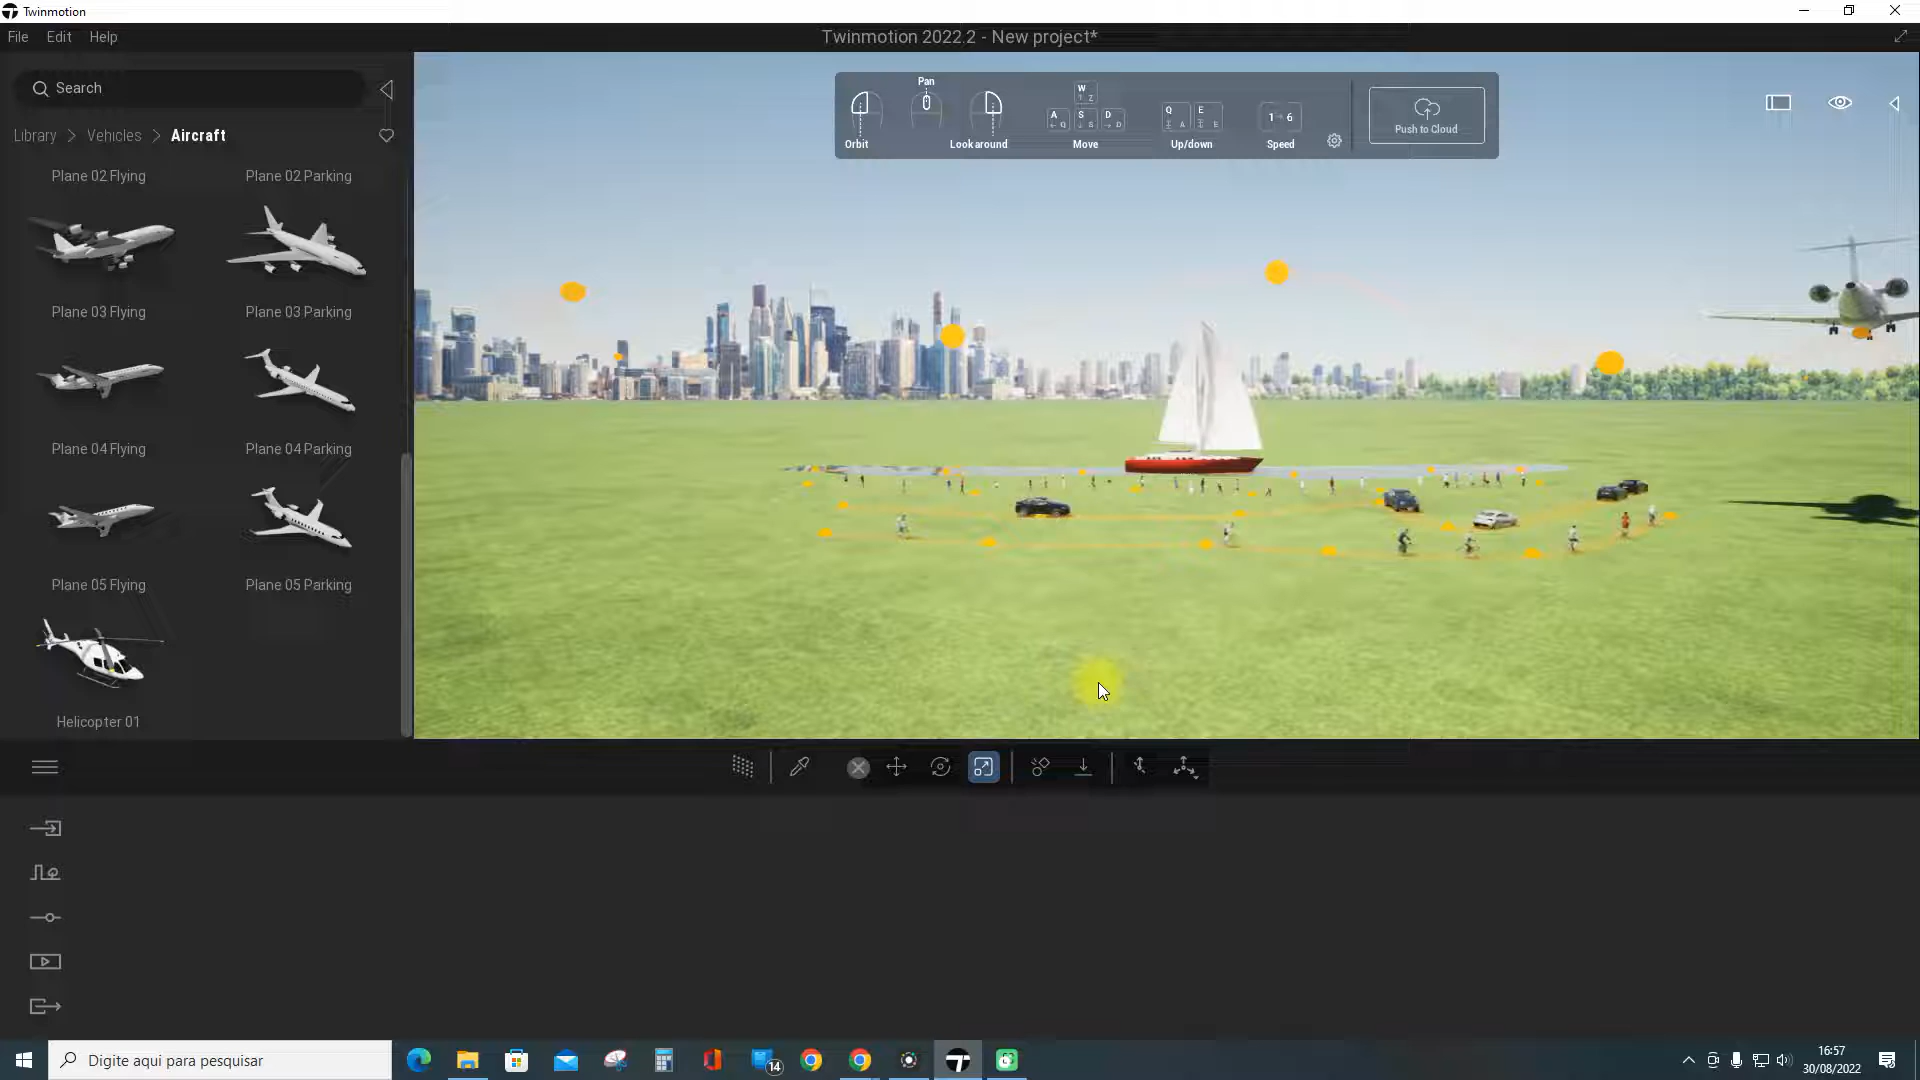 Twinmotion
File Edit Help
Twinmotion 2022.2 - New project*
Search
Library Vehicles Aircraft
Plane 02 Flying Plane 02 Parking
Plane 03 Flying Plane 03 Parking
Plane 04 Flying Plane 04 Parking
Plane 05 Flying Plane 05 Parking
Helicopter 01
Pan
W
A S D
Q E
1 6
Orbit Look around Move Up/down Speed
Push to Cloud
Digite aqui para pesquisar
14
16:57
30/08/2022